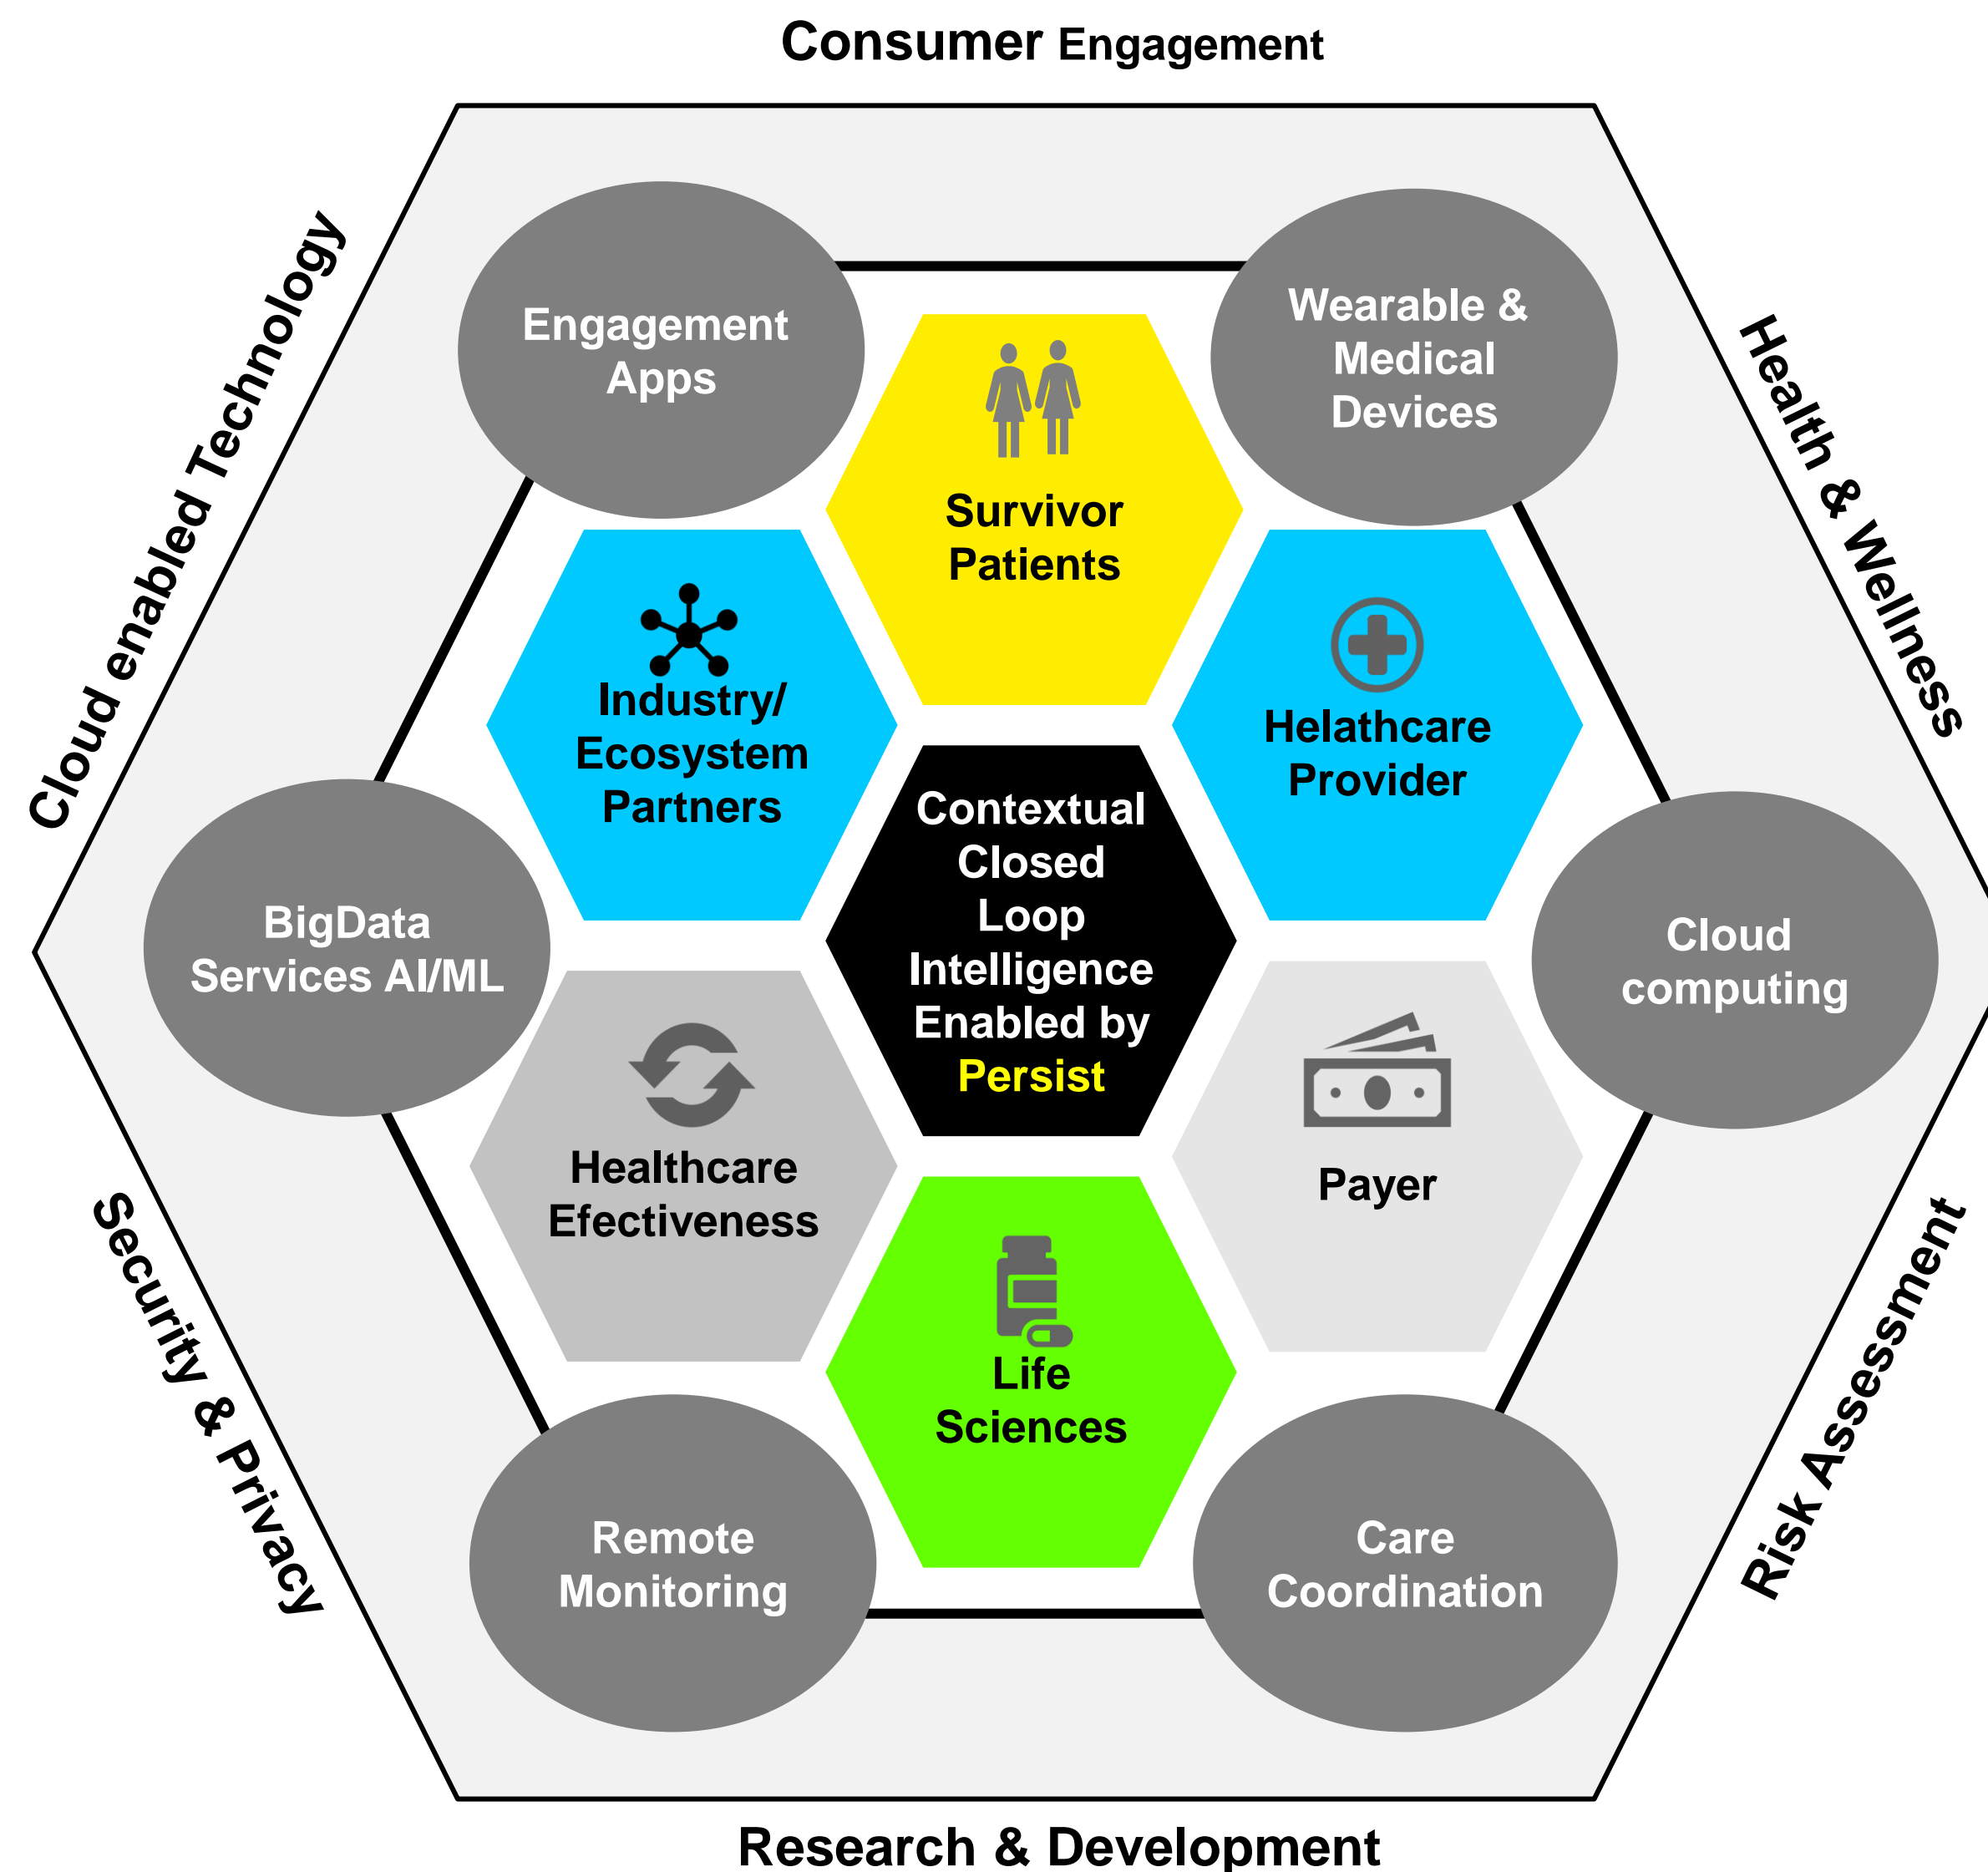 Consumer Engagement
Cloud enabled Technology
Health & Wellness
Engagement
Apps
Wearable &
Medical
Devices
Survivor
Patients
Industry/
Ecosystem
Partners
Helathcare
Provider
Contextual
Closed
Loop
Intelligence
Enabled by
Persist
BigData
Services AI/ML
Cloud
computing
Healthcare
Efectiveness
Payer
Life
Sciences
Security & Privacy
Risk Assessment
Remote
Monitoring
Care
Coordination
Research & Development